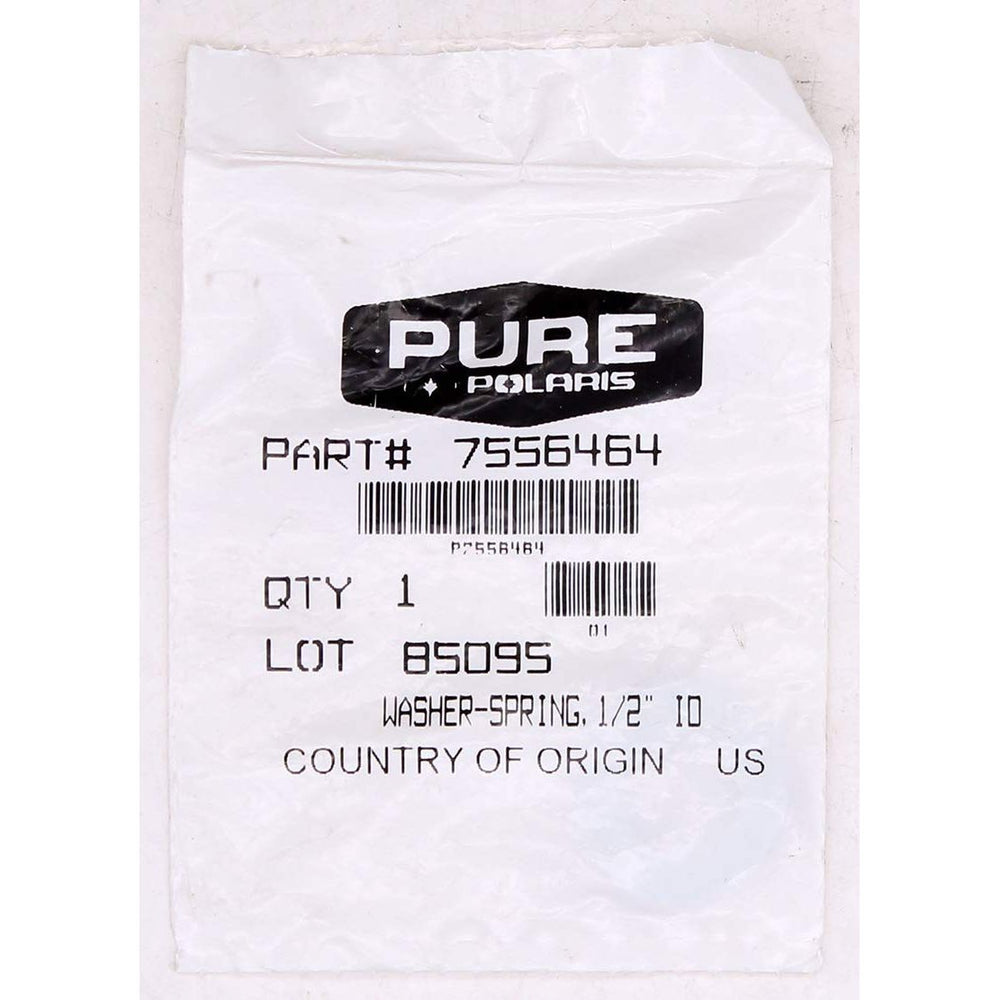 PURE
POLARIS
PART# 7556464
P7556464
QTY 1
01
LOT 85095
WASHER-SPRING, 1/2" ID
COUNTRY OF ORIGIN US